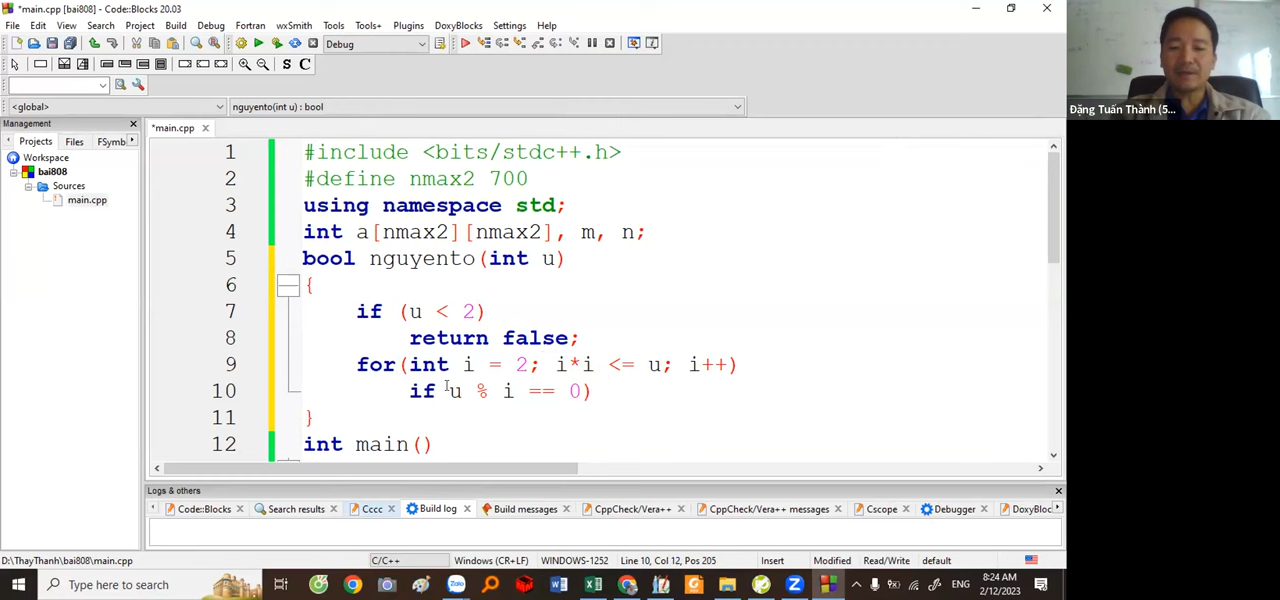 *main.cpp [bai808] - Code::Blocks 20.03
File Edit View Search Project Build Debug Fortran wxSmith Tools Tools+ Plugins DoxyBlocks Settings Help
Debug
S C
<global> nguyento(int u) : bool
Management
Projects Files FSymb
Workspace
bai808
Sources
main.cpp
*main.cpp
1 #include <bits/stdc++.h>
2 #define nmax2 700
3 using namespace std;
4 int a[nmax2][nmax2], m, n;
5 bool nguyento(int u)
6 {
7 if (u < 2)
8 return false;
9 for(int i = 2; i*i <= u; i++)
10 if u % i == 0)
11 }
12 int main()
Logs & others
Code::Blocks Search results Cccc Build log Build messages CppCheck/Vera++ CppCheck/Vera++ messages Cscope Debugger DoxyBloc
D:\ThayThanh\bai808\main.cpp C/C++ Windows (CR+LF) WINDOWS-1252 Line 10, Col 12, Pos 205 Insert Modified Read/Write default
Type here to search
ENG
8:24 AM
2/12/2023
Đặng Tuấn Thành (5...